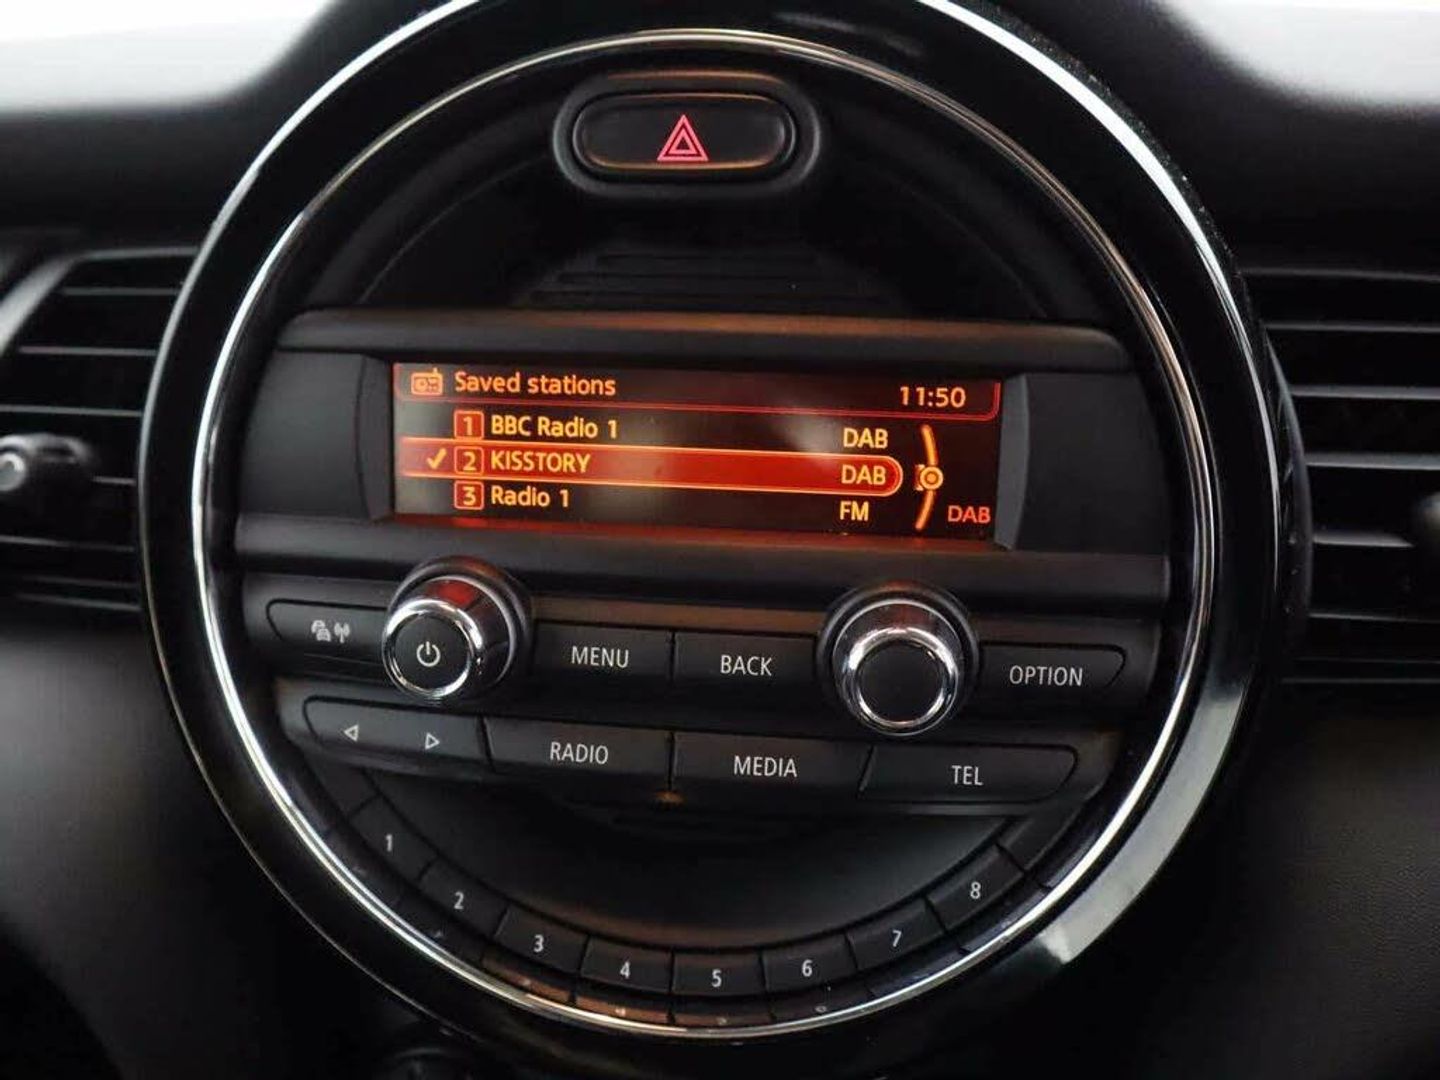 Saved stations 11:50
1 BBC Radio 1 DAB
2 KISSTORY DAB
3 Radio 1 FM DAB
MENU BACK OPTION
RADIO MEDIA TEL
1 2 3 4 5 6 7 8